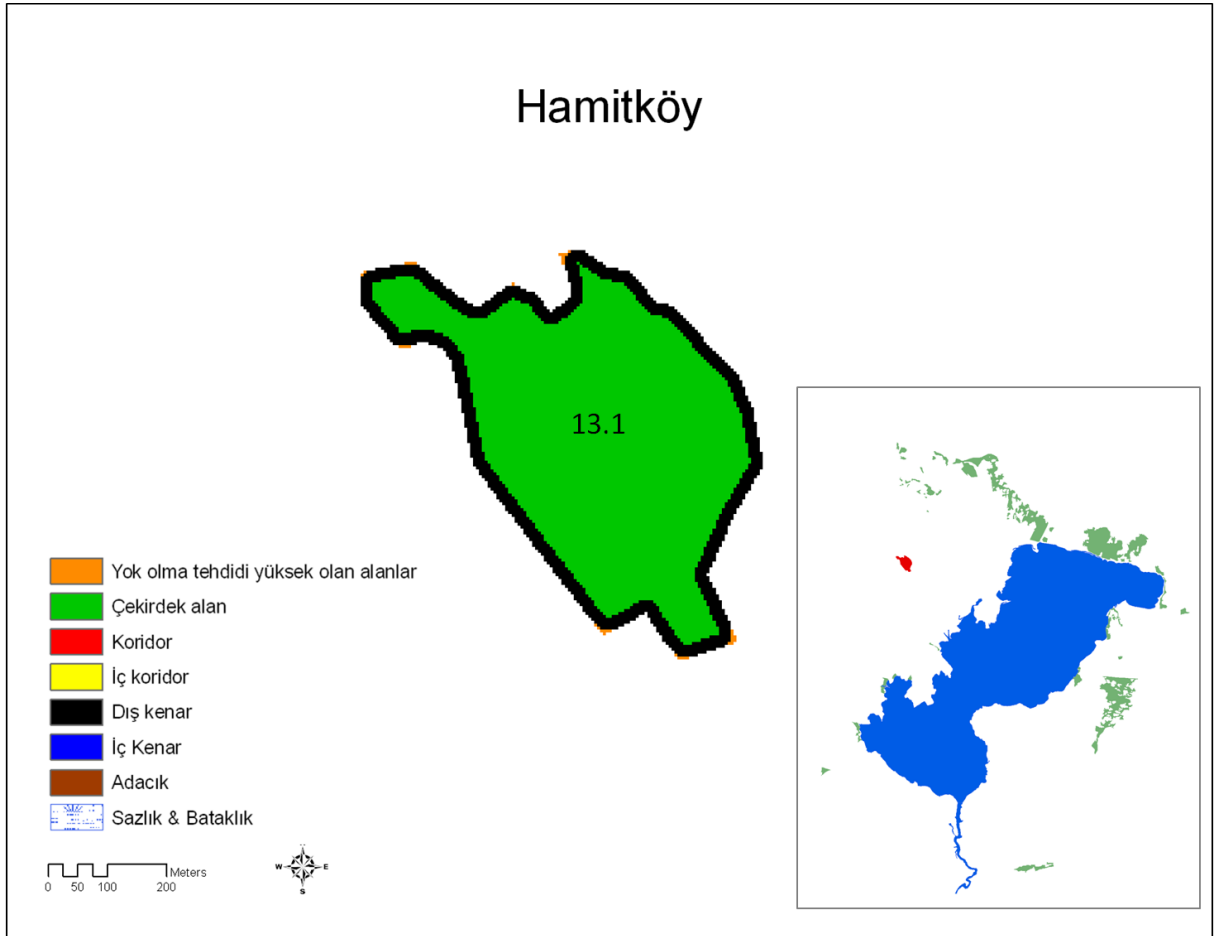 Hamitköy
13.1
Yok olma tehdidi yüksek olan alanlar
Çekirdek alan
Koridor
İç koridor
Dış kenar
İç Kenar
Adacık
Sazlık & Bataklık
Meters
0 50 100 200
W E
S